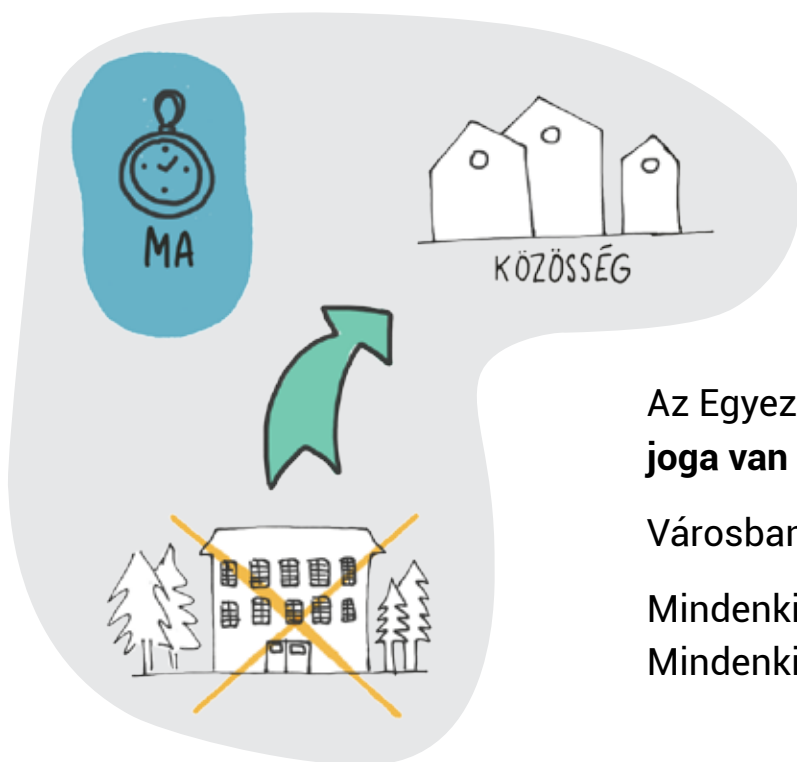 MA
KÖZÖSSÉG
Az Egyez
joga van
Városban
Mindenki
Mindenki